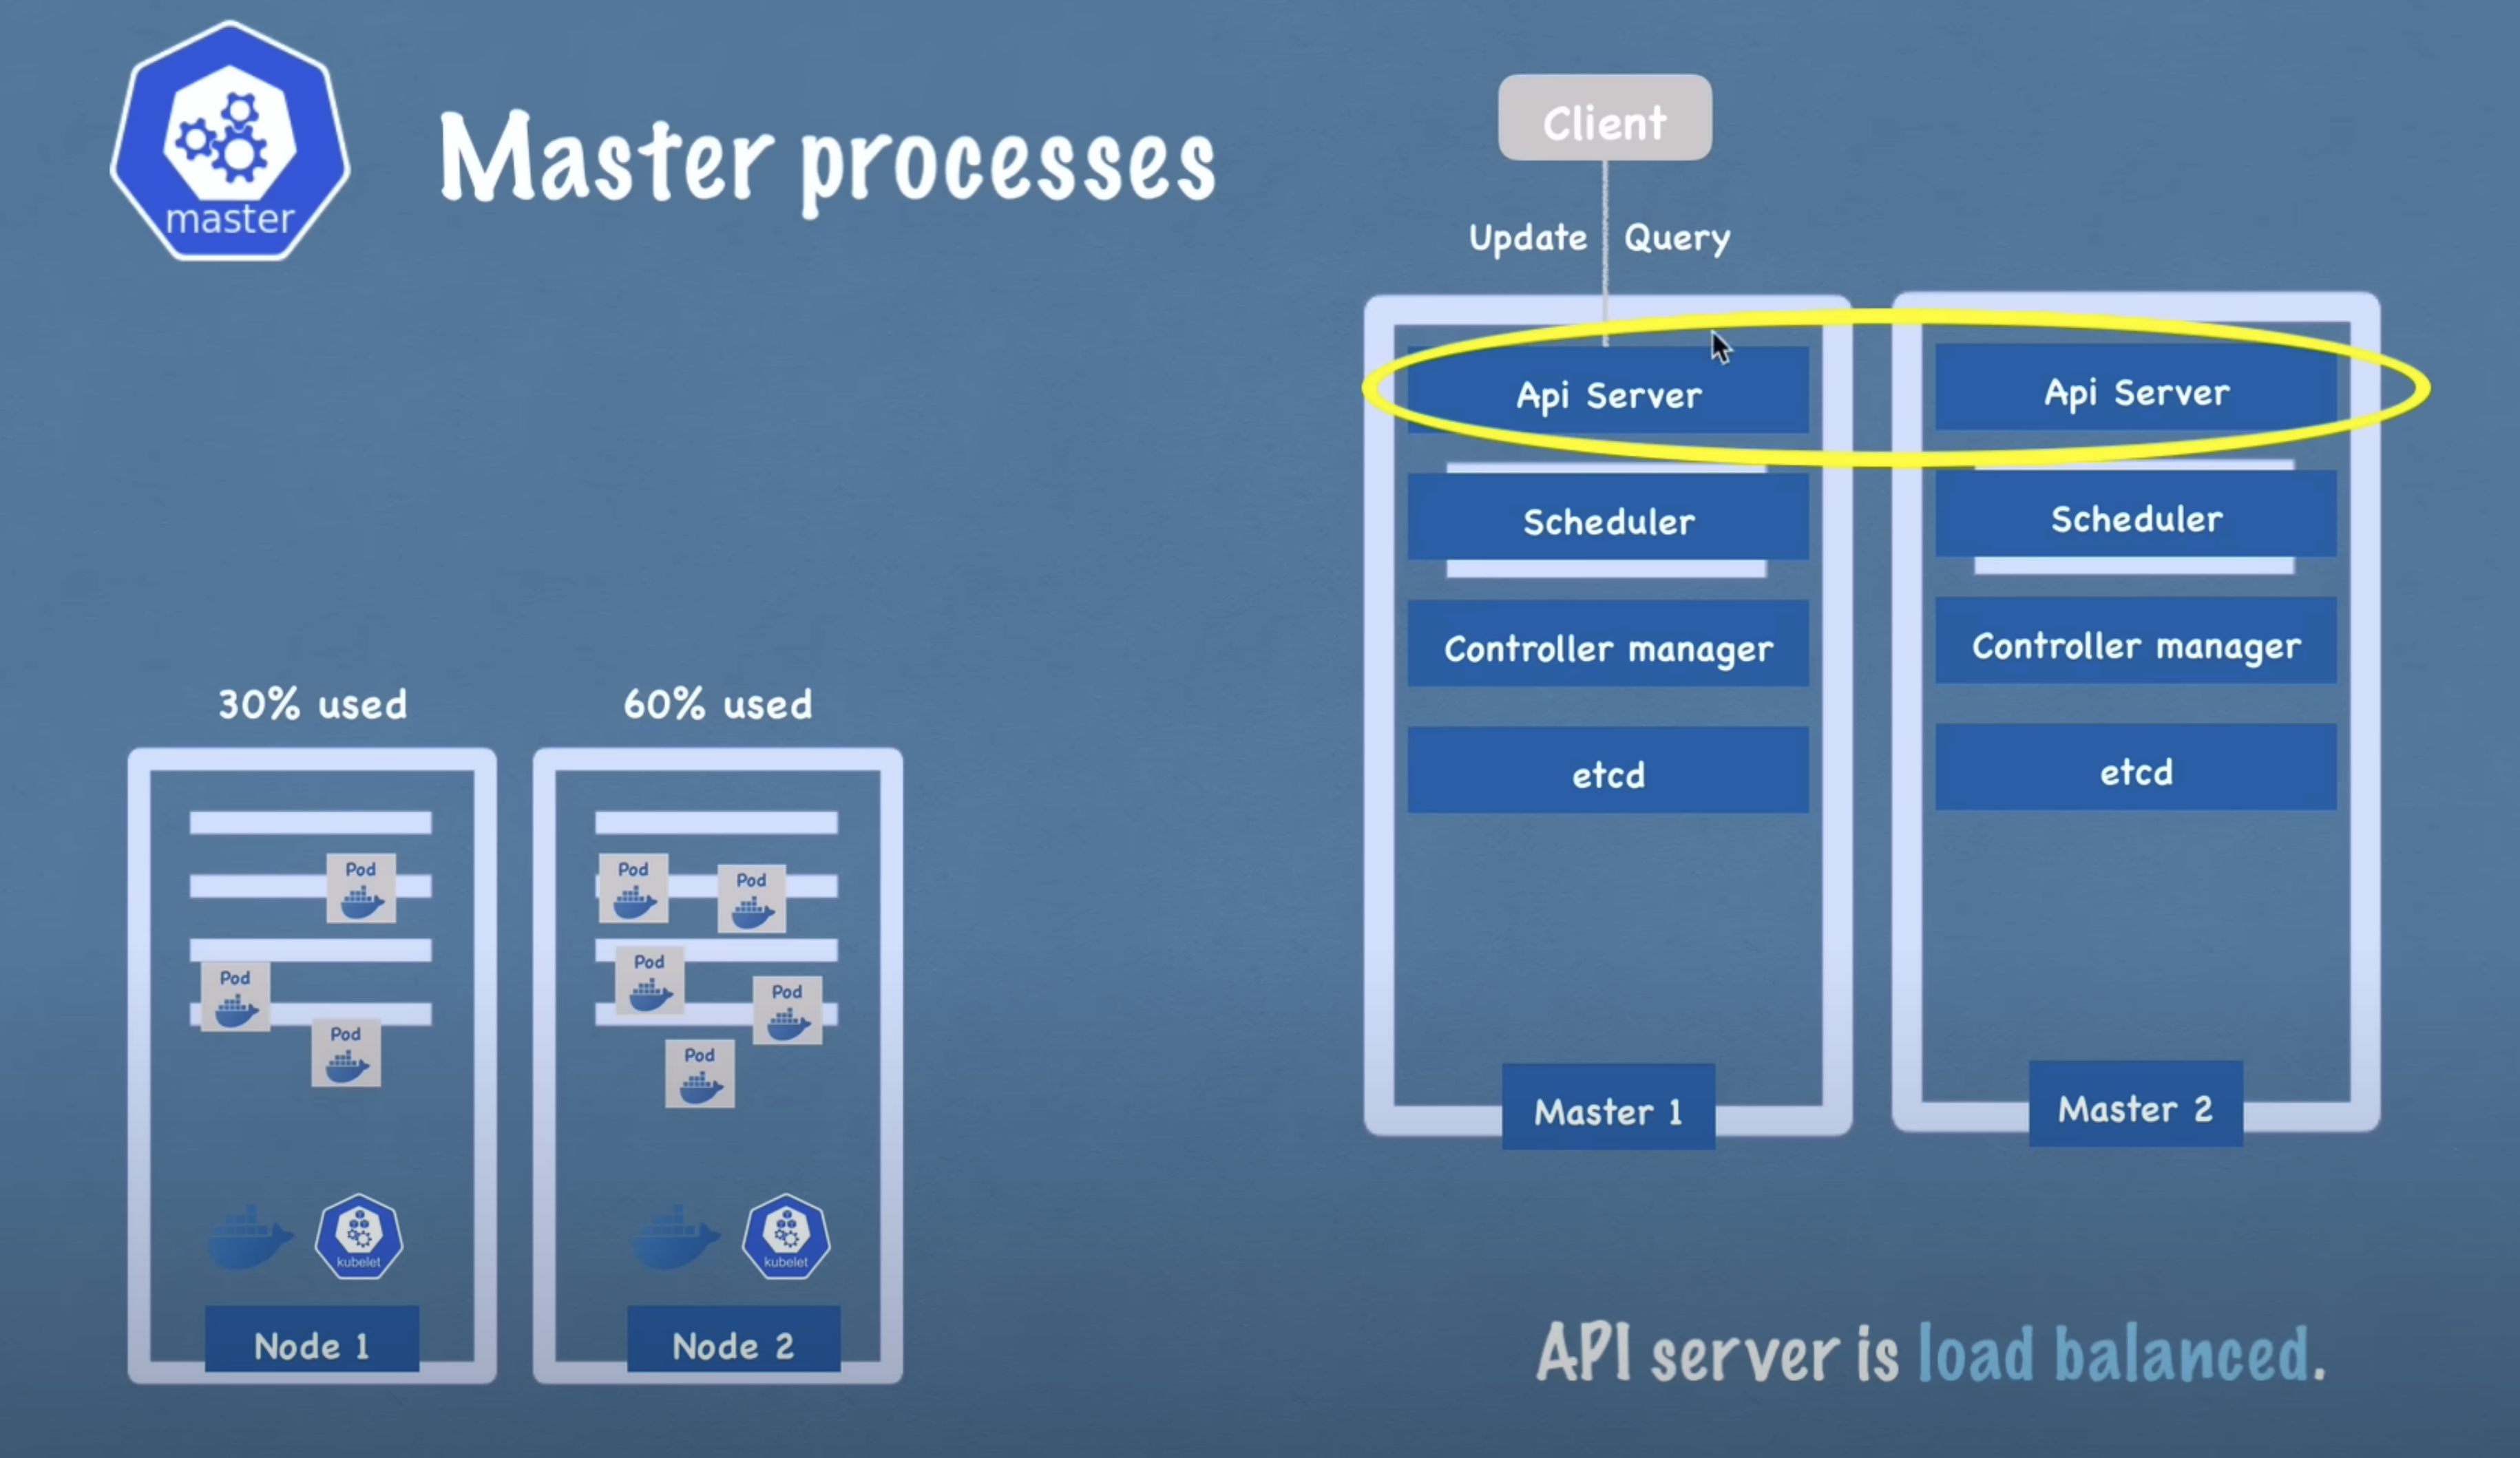 master
Master processes
Client
Update Query
Api Server
Scheduler
Controller manager
etcd
Master 1
Api Server
Scheduler
Controller manager
etcd
Master 2
30% used
Pod
Pod
Pod
kubelet
Node 1
60% used
Pod
Pod
Pod
Pod
Pod
kubelet
Node 2
API server is load balanced.